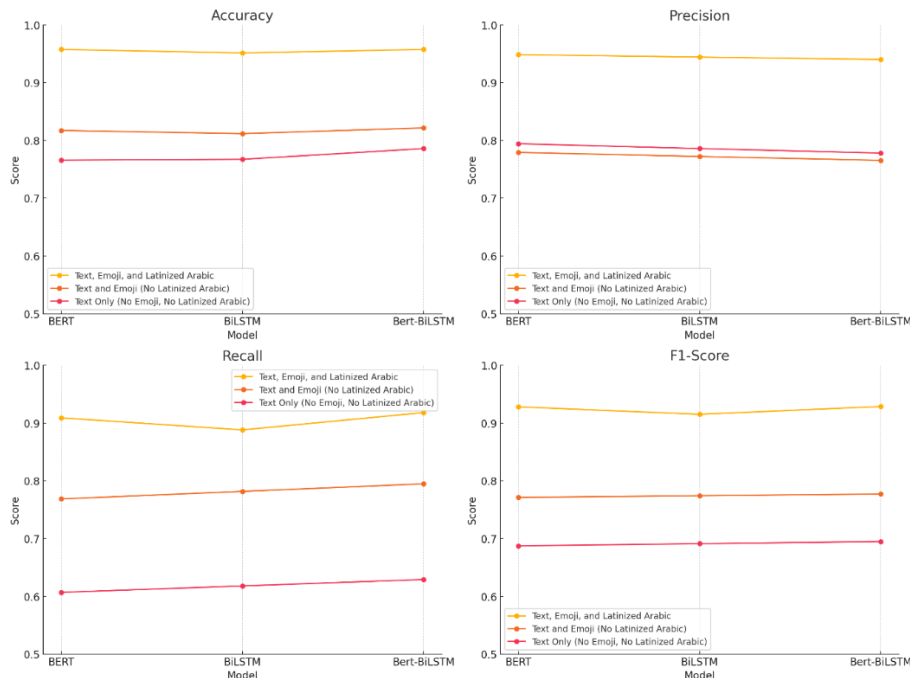 Accuracy
1.0
0.9
0.8
0.7
0.6
0.5
Score
Text, Emoji, and Latinized Arabic
Text and Emoji (No Latinized Arabic)
Text Only (No Emoji, No Latinized Arabic)
BERT
BiLSTM
Bert-BiLSTM
Model
Precision
1.0
0.9
0.8
0.7
0.6
0.5
Score
Text, Emoji, and Latinized Arabic
Text and Emoji (No Latinized Arabic)
Text Only (No Emoji, No Latinized Arabic)
BERT
BiLSTM
Bert-BiLSTM
Model
Recall
1.0
0.9
0.8
0.7
0.6
0.5
Score
Text, Emoji, and Latinized Arabic
Text and Emoji (No Latinized Arabic)
Text Only (No Emoji, No Latinized Arabic)
BERT
BiLSTM
Bert-BiLSTM
Model
F1-Score
1.0
0.9
0.8
0.7
0.6
0.5
Score
Text, Emoji, and Latinized Arabic
Text and Emoji (No Latinized Arabic)
Text Only (No Emoji, No Latinized Arabic)
BERT
BiLSTM
Bert-BiLSTM
Model